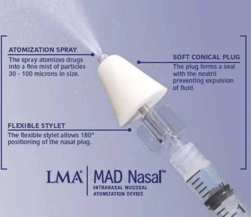 ATOMIZATION SPRAY
The spray atomizes drugs
into a fine mist of particles
30 - 100 microns in size.
SOFT CONICAL PLUG
The plug forms a seal
with the nostril
preventing expulsion
of fluid.
FLEXIBLE STYLET
The flexible stylet allows 180°
positioning of the nasal plug.
LMA® MAD Nasal™
INTRANASAL MUCOSAL
ATOMIZATION DEVICE